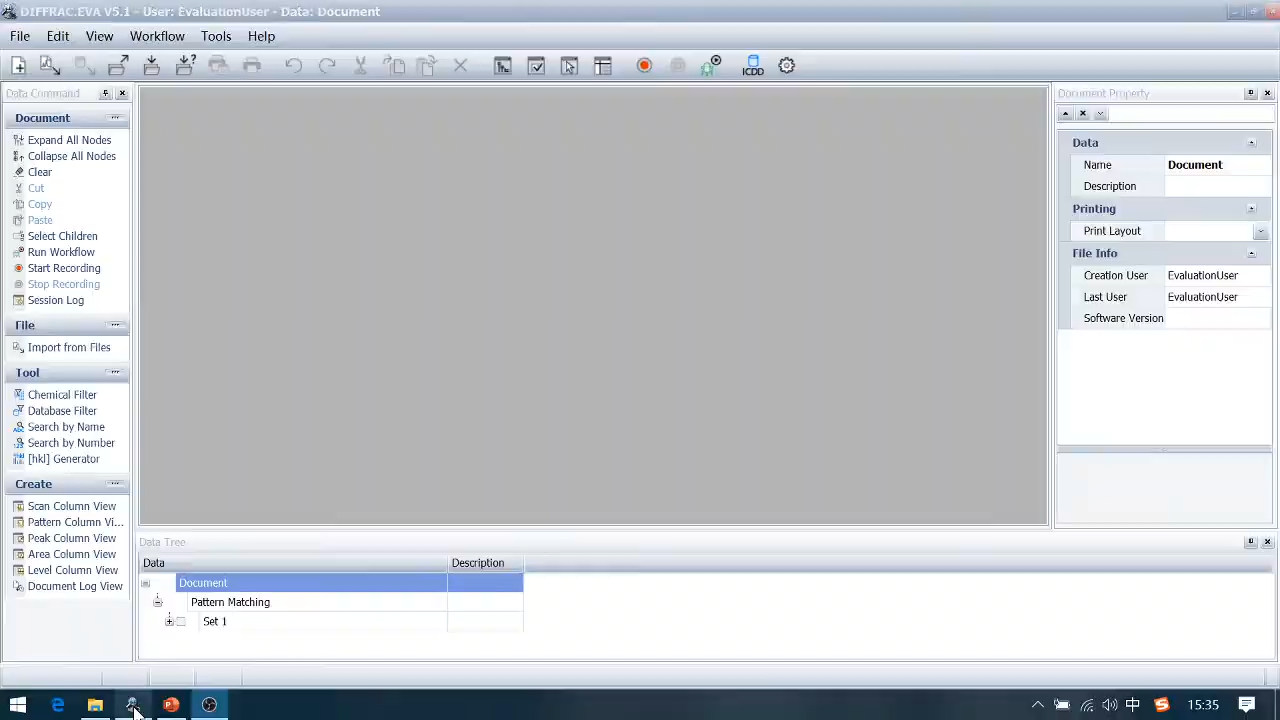 DIFFRAC.EVA V5.1 - User: EvaluationUser - Data: Document
File Edit View Workflow Tools Help
ICDD
Data Command
Document
Expand All Nodes
Collapse All Nodes
Clear
Cut
Copy
Paste
Select Children
Run Workflow
Start Recording
Stop Recording
Session Log
File
Import from Files
Tool
Chemical Filter
Database Filter
Search by Name
Search by Number
[hkl] Generator
Create
Scan Column View
Pattern Column Vi...
Peak Column View
Area Column View
Level Column View
Document Log View
Document Property
Data
Name Document
Description
Printing
Print Layout
File Info
Creation User EvaluationUser
Last User EvaluationUser
Software Version
Data Tree
Data Description
Document
Pattern Matching
Set 1
中 15:35